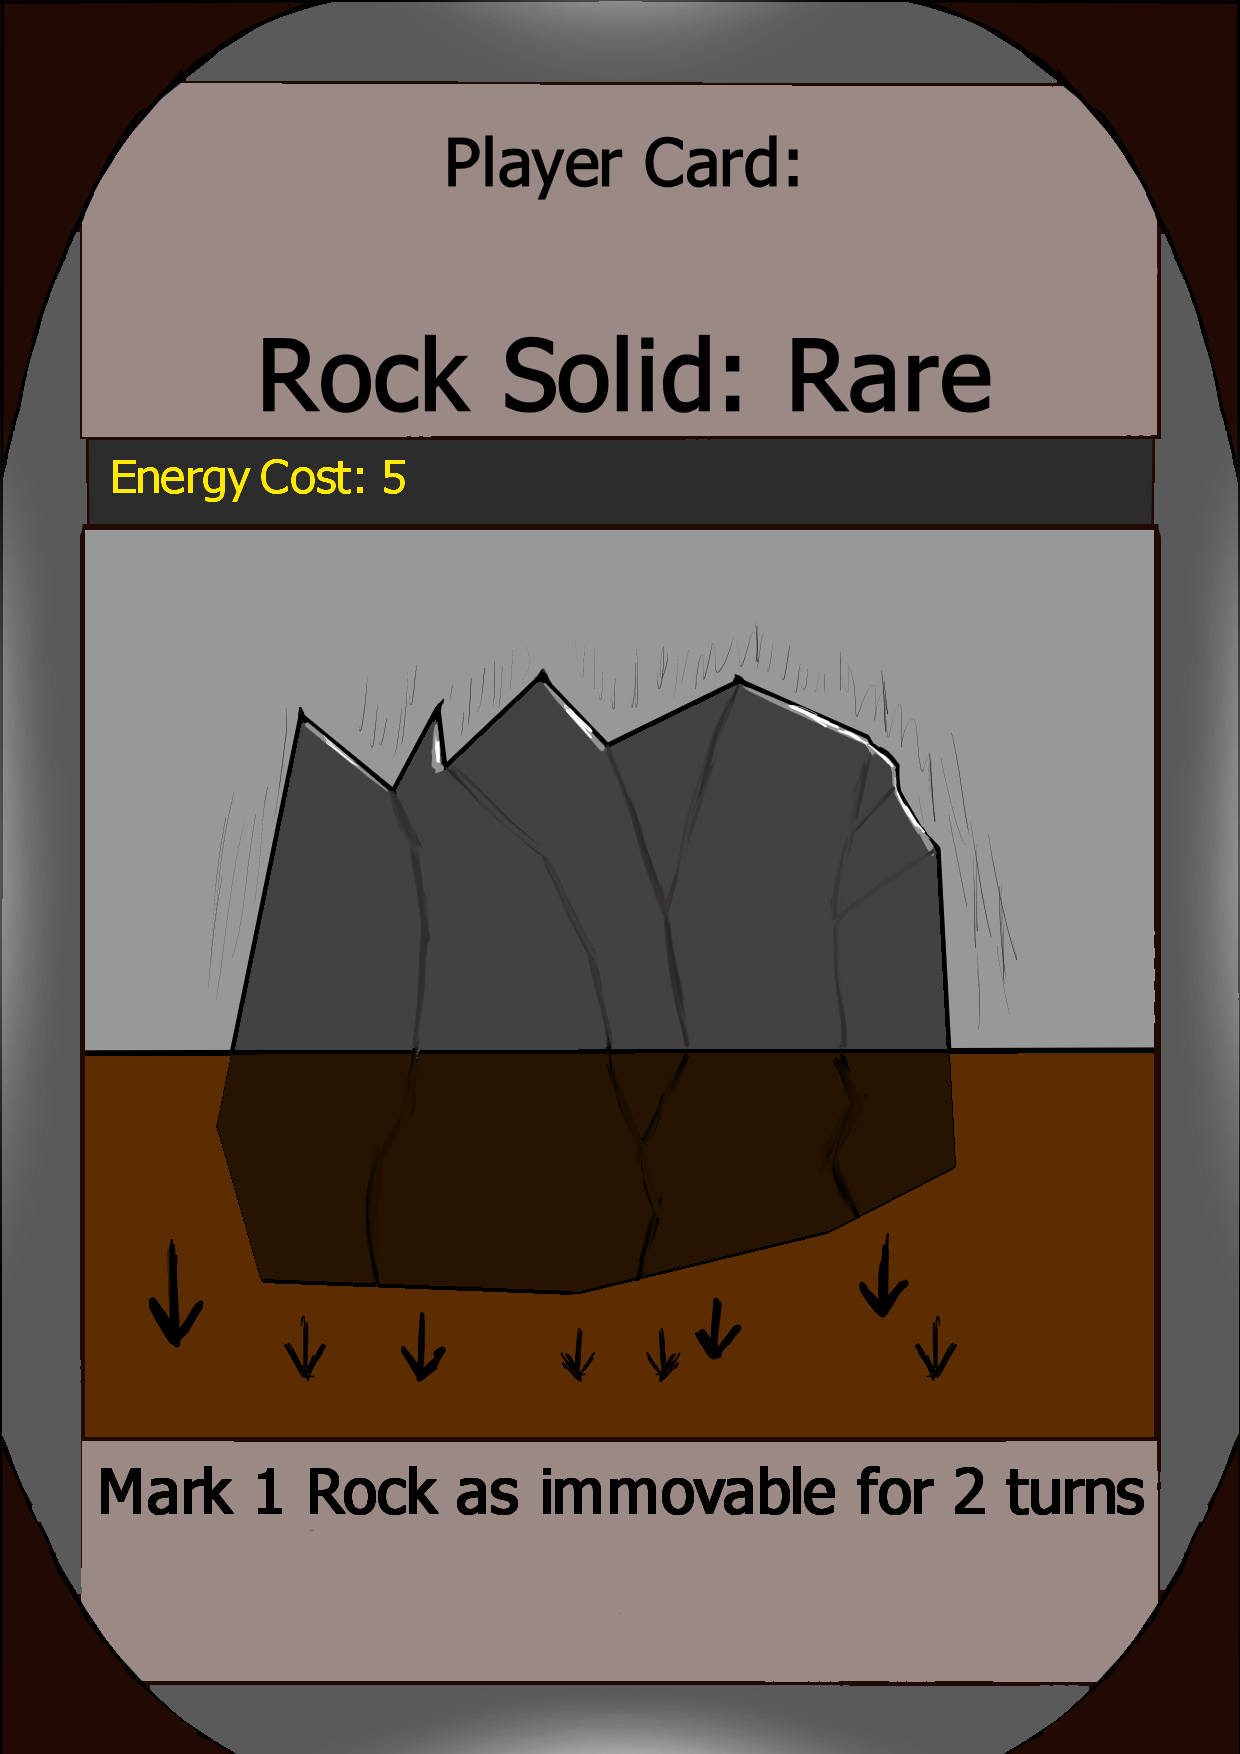 Player Card:
Rock Solid: Rare
Energy Cost: 5
Mark 1 Rock as immovable for 2 turns